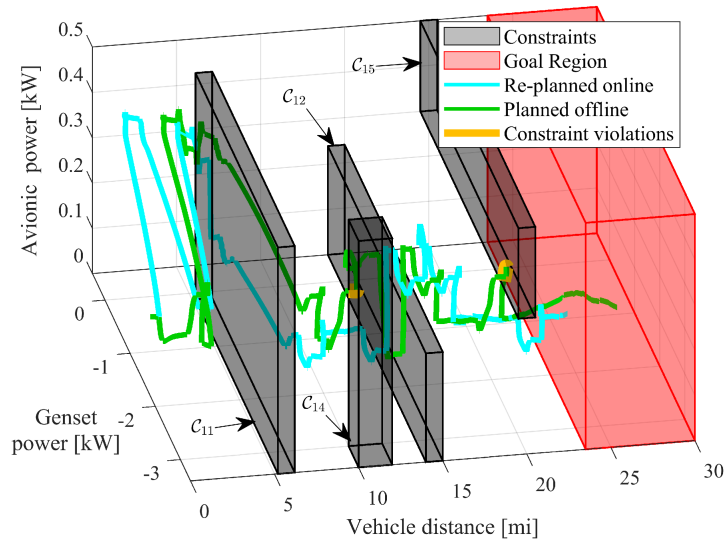 0.5
0.4
0.3
0.2
0.1
0
Avionic power [kW]
0
-1
-2
-3
Genset
power [kW]
0
5
10
15
20
25
30
Vehicle distance [mi]
C₁₁
C₁₂
C₁₄
C₁₅
Constraints
Goal Region
Re-planned online
Planned offline
Constraint violations